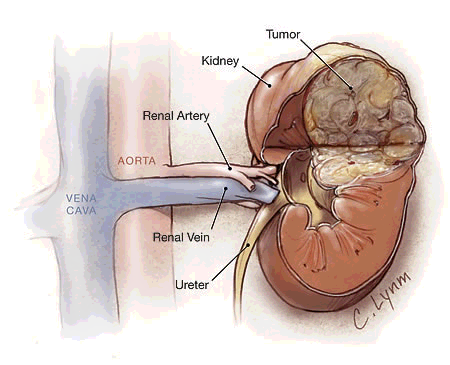 Tumor
Kidney
Renal Artery
AORTA
VENA
CAVA
Renal Vein
Ureter
C. Lynm